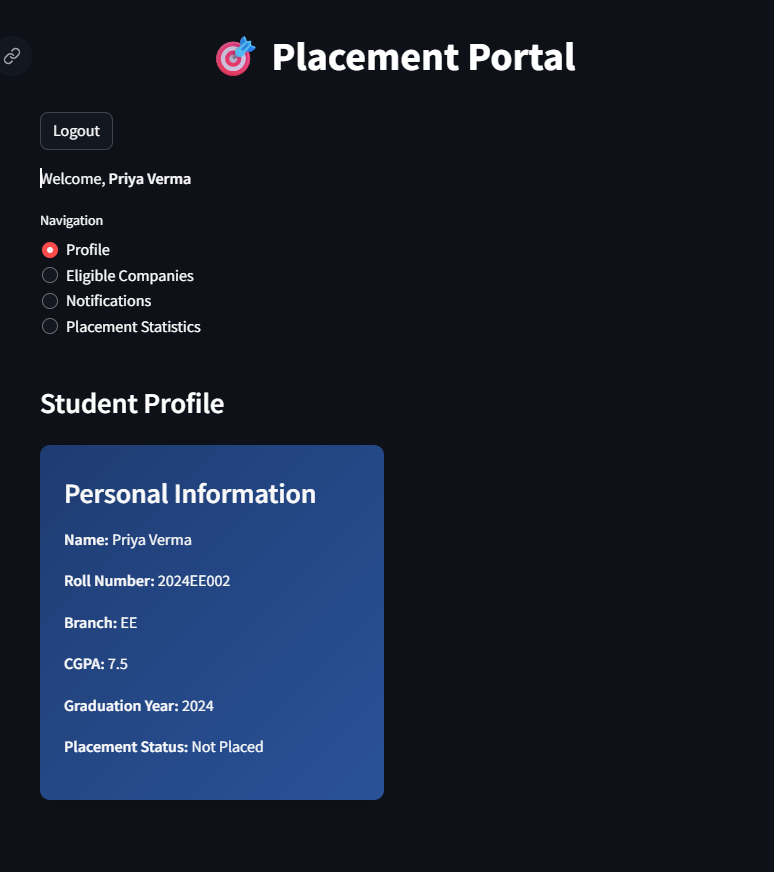 Placement Portal
Logout
Welcome, Priya Verma
Navigation
Profile
Eligible Companies
Notifications
Placement Statistics
Student Profile
Personal Information
Name: Priya Verma
Roll Number: 2024EE002
Branch: EE
CGPA: 7.5
Graduation Year: 2024
Placement Status: Not Placed